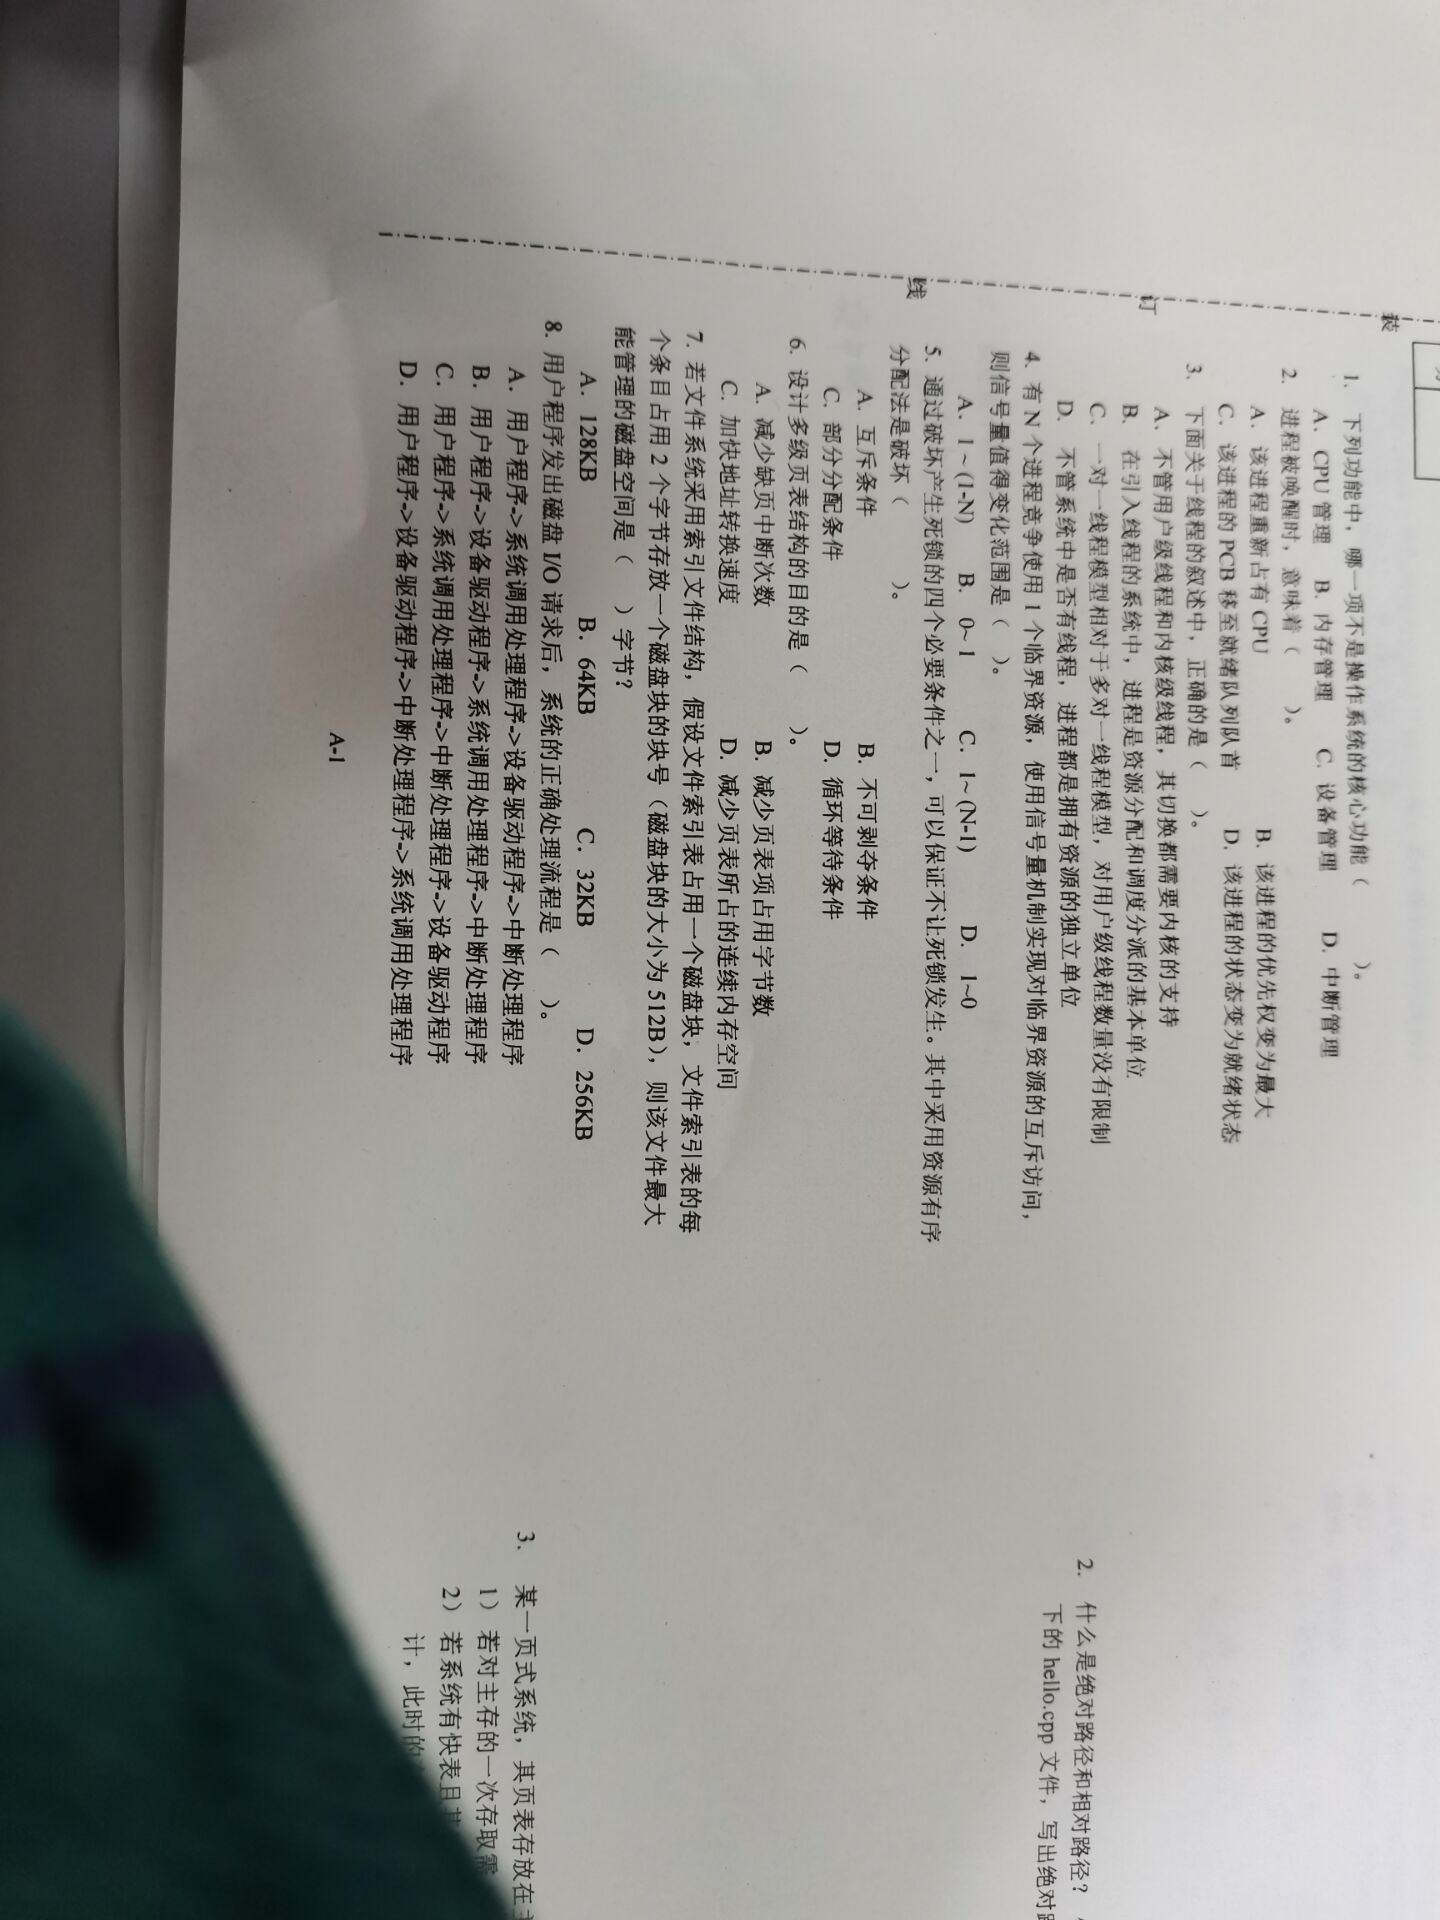 装
订
线
1. 下列功能中，哪一项不是操作系统的核心功能（ ）。
A. CPU 管理 B. 内存管理 C. 设备管理 D. 中断管理
2. 进程被唤醒时，意味着（ ）。
A. 该进程重新占有 CPU B. 该进程的优先权变为最大
C. 该进程的 PCB 移至就绪队列队首 D. 该进程的状态变为就绪状态
3. 下面关于线程的叙述中，正确的是（ ）。
A. 不管用户级线程和内核级线程，其切换都需要内核的支持
B. 在引入线程的系统中，进程是资源分配和调度分派的基本单位
C. 一对一线程模型相对于多对一线程模型，对用户级线程数量没有限制
D. 不管系统中是否有线程，进程都是拥有资源的独立单位
4. 有 N 个进程竞争使用 1 个临界资源，使用信号量机制实现对临界资源的互斥访问，
则信号量值得变化范围是（ ）。
A. 1~(1-N) B. 0~1 C. 1~(N-1) D. 1~0
5. 通过破坏产生死锁的四个必要条件之一，可以保证不让死锁发生。其中采用资源有序
分配法是破坏（ ）。
A. 互斥条件 B. 不可剥夺条件
C. 部分分配条件 D. 循环等待条件
6. 设计多级页表结构的目的是（ ）。
A. 减少缺页中断次数 B. 减少页表项占用字节数
C. 加快地址转换速度 D. 减少页表所占的连续内存空间
7. 若文件系统采用索引文件结构，假设文件索引表占用一个磁盘块，文件索引表的每
个条目占用 2 个字节存放一个磁盘块的块号（磁盘块的大小为 512B），则该文件最大
能管理的磁盘空间是（ ）字节？
A. 128KB B. 64KB C. 32KB D. 256KB
8. 用户程序发出磁盘 I/O 请求后，系统的正确处理流程是（ ）。
A. 用户程序->系统调用处理程序->设备驱动程序->中断处理程序
B. 用户程序->设备驱动程序->系统调用处理程序->中断处理程序
C. 用户程序->系统调用处理程序->中断处理程序->设备驱动程序
D. 用户程序->设备驱动程序->中断处理程序->系统调用处理程序
A-1
2. 什么是绝对路径和相对路径？
下的 hello.cpp 文件，写出绝对
3. 某一页式系统，其页表存放在
1）若对主存的一次存取需
2）若系统有快表且
计，此时的